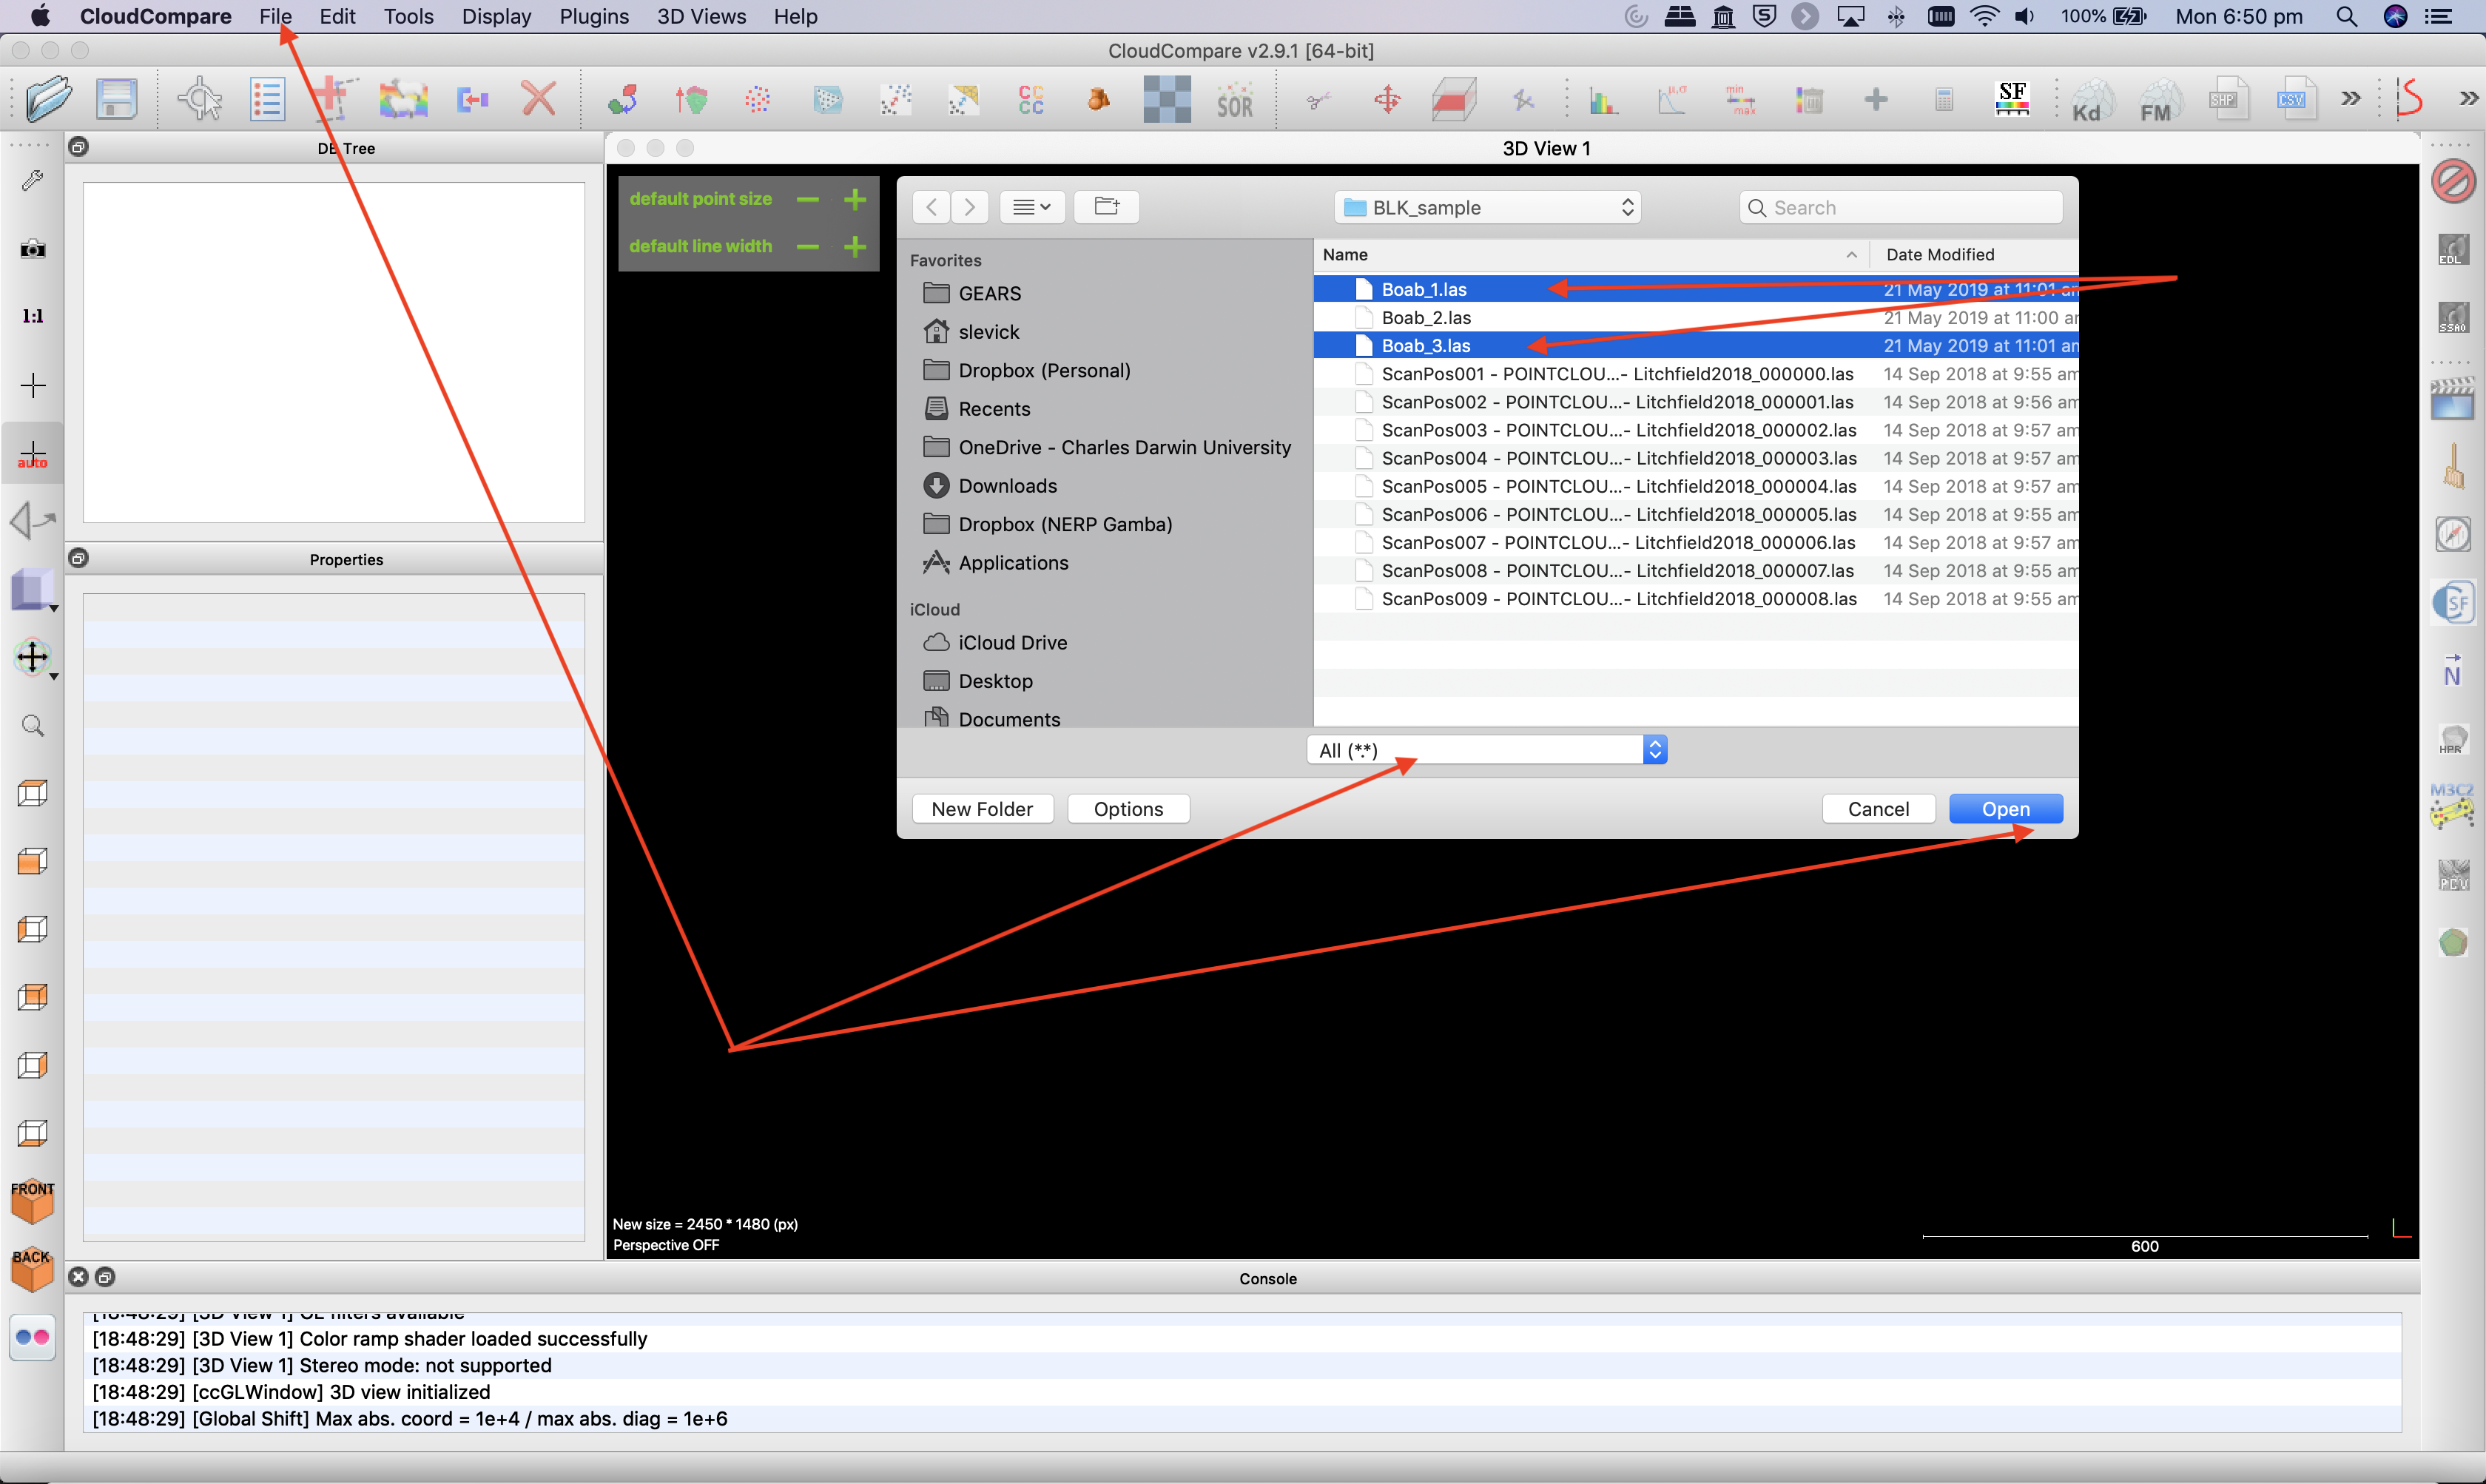 CloudCompare File Edit Tools Display Plugins 3D Views Help 100% Mon 6:50 pm
CloudCompare v2.9.1 [64-bit]
CC
CC
SOR
μ,σ
min
max
SF
Kd
FM
SHP
CSV
DB Tree
3D View 1
default point size
default line width
1:1
auto
Properties
FRONT
BACK
BLK_sample
Search
Favorites
GEARS
slevick
Dropbox (Personal)
Recents
OneDrive - Charles Darwin University
Downloads
Dropbox (NERP Gamba)
Applications
iCloud
iCloud Drive
Desktop
Documents
Name Date Modified
Boab_1.las 21 May 2019 at 11:01 am
Boab_2.las 21 May 2019 at 11:00 am
Boab_3.las 21 May 2019 at 11:01 am
ScanPos001 - POINTCLOU...- Litchfield2018_000000.las 14 Sep 2018 at 9:55 am
ScanPos002 - POINTCLOU...- Litchfield2018_000001.las 14 Sep 2018 at 9:56 am
ScanPos003 - POINTCLOU...- Litchfield2018_000002.las 14 Sep 2018 at 9:57 am
ScanPos004 - POINTCLOU...- Litchfield2018_000003.las 14 Sep 2018 at 9:57 am
ScanPos005 - POINTCLOU...- Litchfield2018_000004.las 14 Sep 2018 at 9:57 am
ScanPos006 - POINTCLOU...- Litchfield2018_000005.las 14 Sep 2018 at 9:55 am
ScanPos007 - POINTCLOU...- Litchfield2018_000006.las 14 Sep 2018 at 9:57 am
ScanPos008 - POINTCLOU...- Litchfield2018_000007.las 14 Sep 2018 at 9:55 am
ScanPos009 - POINTCLOU...- Litchfield2018_000008.las 14 Sep 2018 at 9:55 am
All (*.*)
New Folder Options Cancel Open
EDL
SSAO
CSF
N
HPR
M3C2
PCV
New size = 2450 * 1480 (px)
Perspective OFF
600
Console
[18:48:29] [3D View 1] GL filters available
[18:48:29] [3D View 1] Color ramp shader loaded successfully
[18:48:29] [3D View 1] Stereo mode: not supported
[18:48:29] [ccGLWindow] 3D view initialized
[18:48:29] [Global Shift] Max abs. coord = 1e+4 / max abs. diag = 1e+6